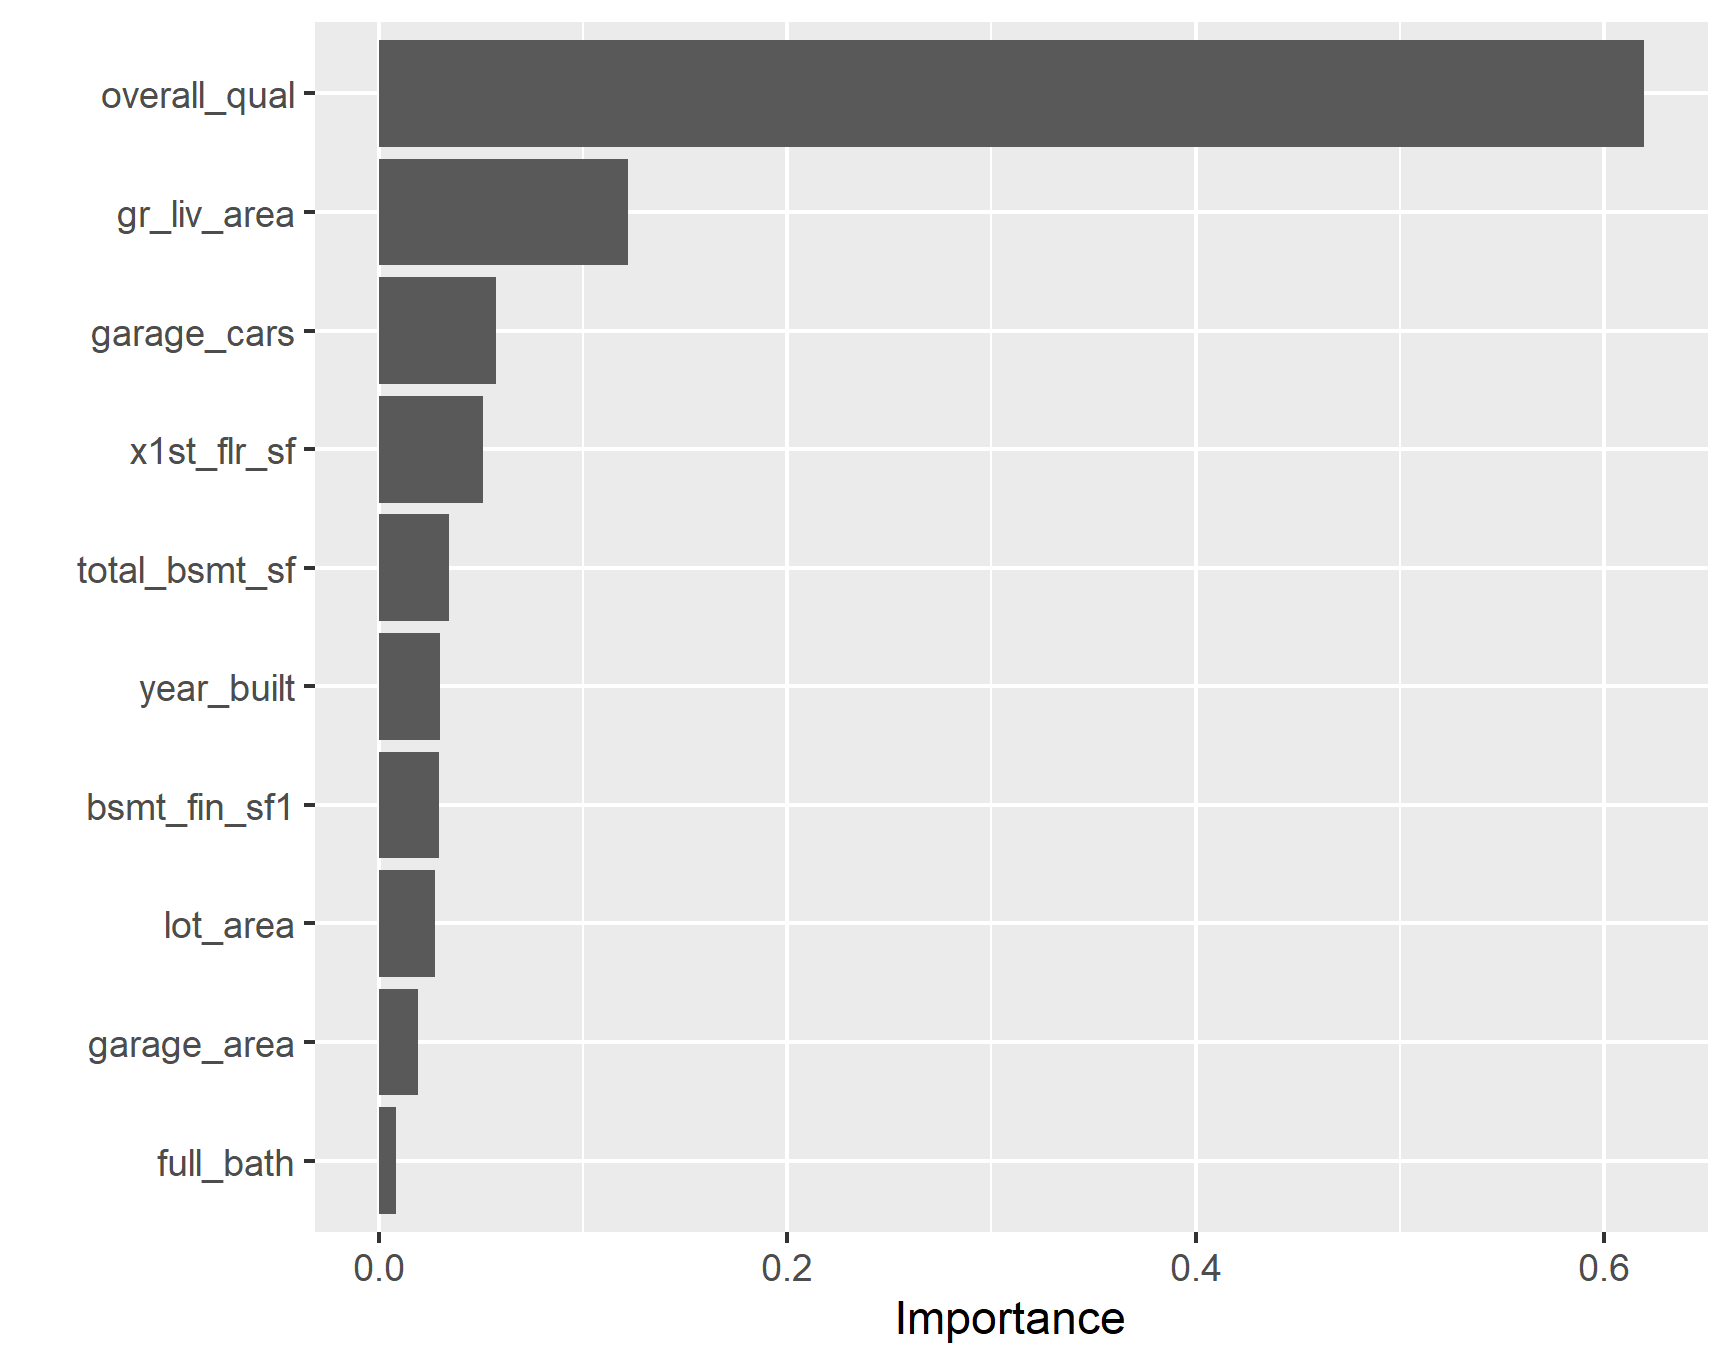 overall_qual
gr_liv_area
garage_cars
x1st_flr_sf
total_bsmt_sf
year_built
bsmt_fin_sf1
lot_area
garage_area
full_bath
0.0 0.2 0.4 0.6
Importance